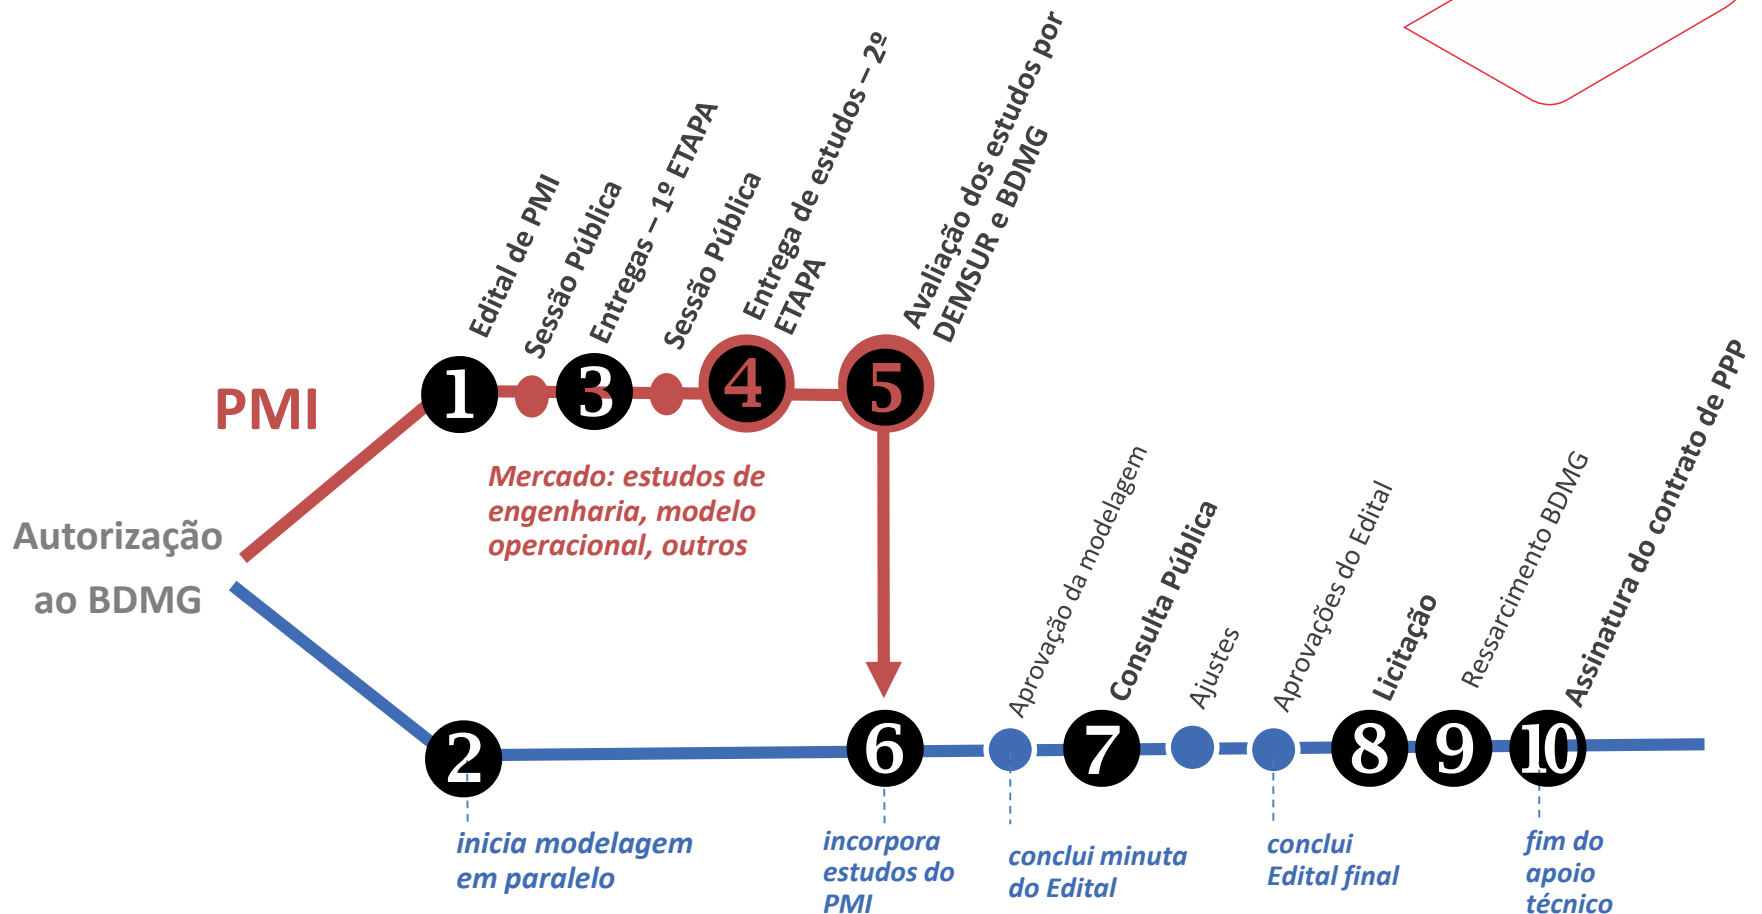 Edital de PMI
Sessão Pública
Entregas – 1º ETAPA
Sessão Pública
Entrega de estudos – 2º
ETAPA
Avaliação dos estudos por
DEMSUR e BDMG
PMI
1
3
4
5
Mercado: estudos de
engenharia, modelo
operacional, outros
Autorização
ao BDMG
Aprovação da modelagem
Consulta Pública
Ajustes
Aprovações do Edital
Licitação
Ressarcimento BDMG
Assinatura do contrato de PPP
2
6
7
8
9
10
inicia modelagem
em paralelo
incorpora
estudos do
PMI
conclui minuta
do Edital
conclui
Edital final
fim do
apoio
técnico